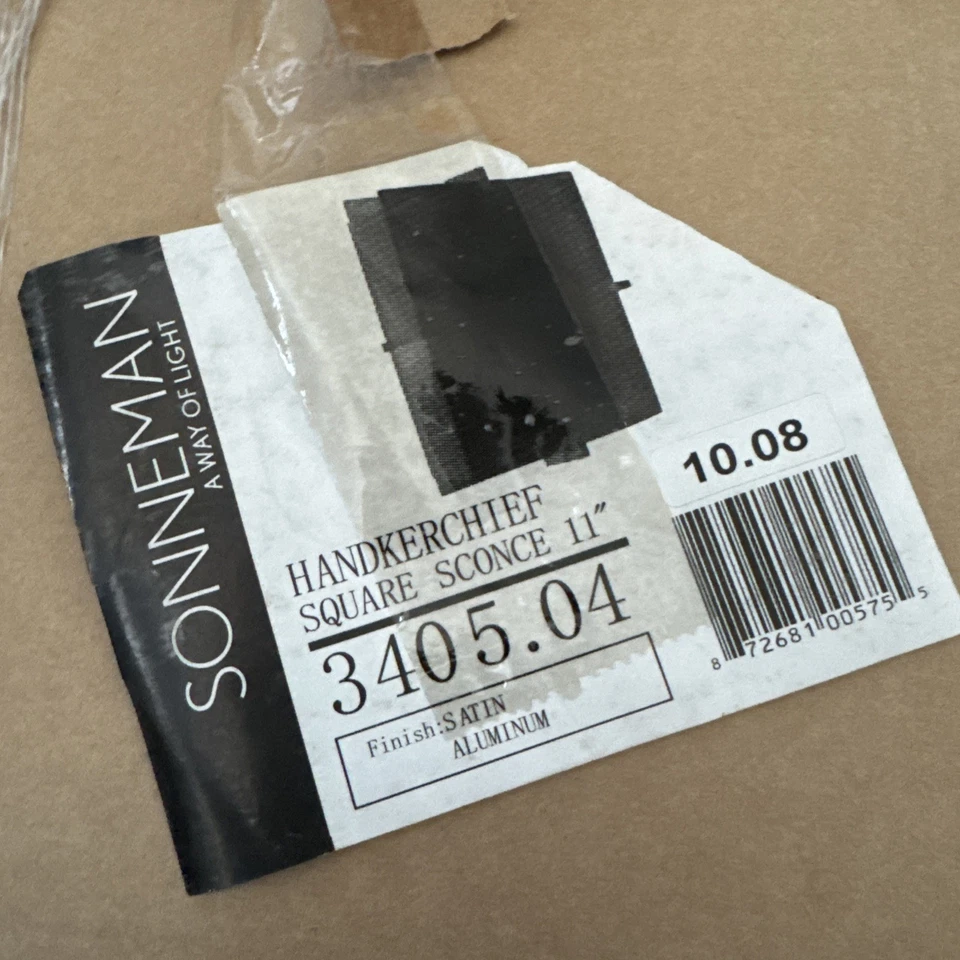 SONNEMAN
A WAY OF LIGHT
HANDKERCHIEF
SQUARE SCONCE 11"
3405.04
Finish:SATIN
ALUMINUM
10.08
8 72681 00575 5